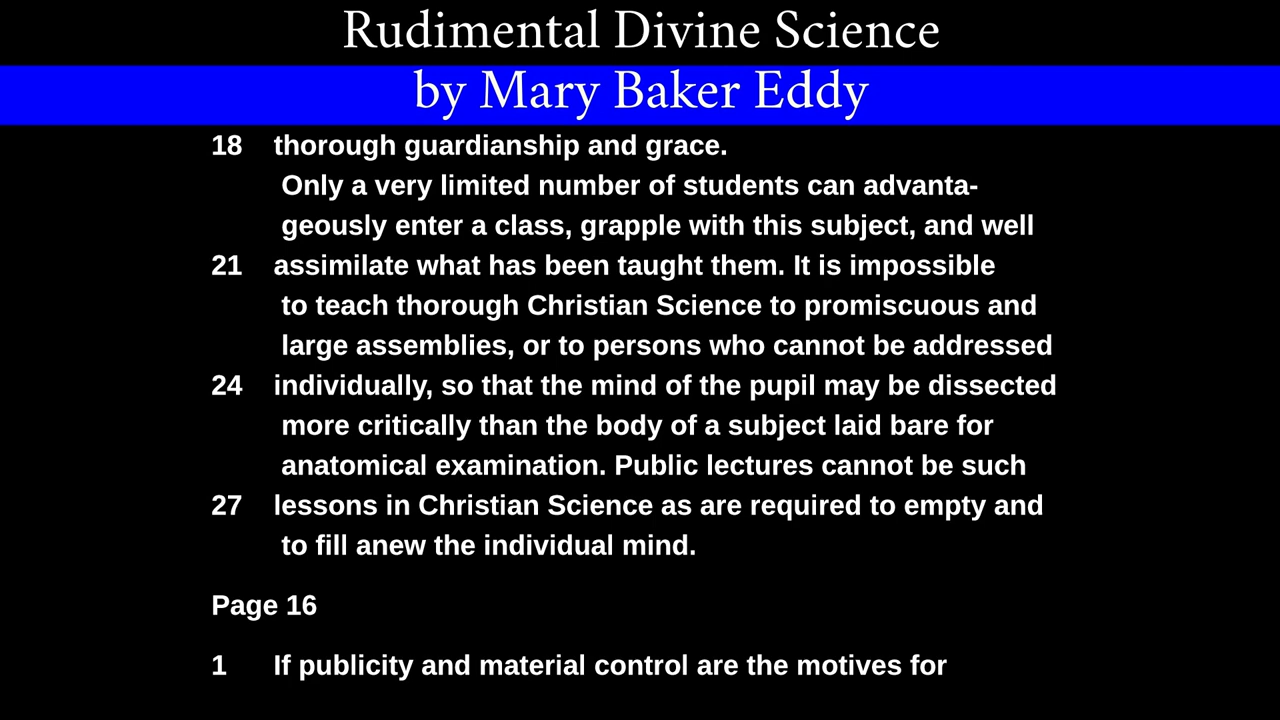 Rudimental Divine Science
by Mary Baker Eddy
18 thorough guardianship and grace.
Only a very limited number of students can advanta-
geously enter a class, grapple with this subject, and well
21 assimilate what has been taught them. It is impossible
to teach thorough Christian Science to promiscuous and
large assemblies, or to persons who cannot be addressed
24 individually, so that the mind of the pupil may be dissected
more critically than the body of a subject laid bare for
anatomical examination. Public lectures cannot be such
27 lessons in Christian Science as are required to empty and
to fill anew the individual mind.
Page 16
1 If publicity and material control are the motives for